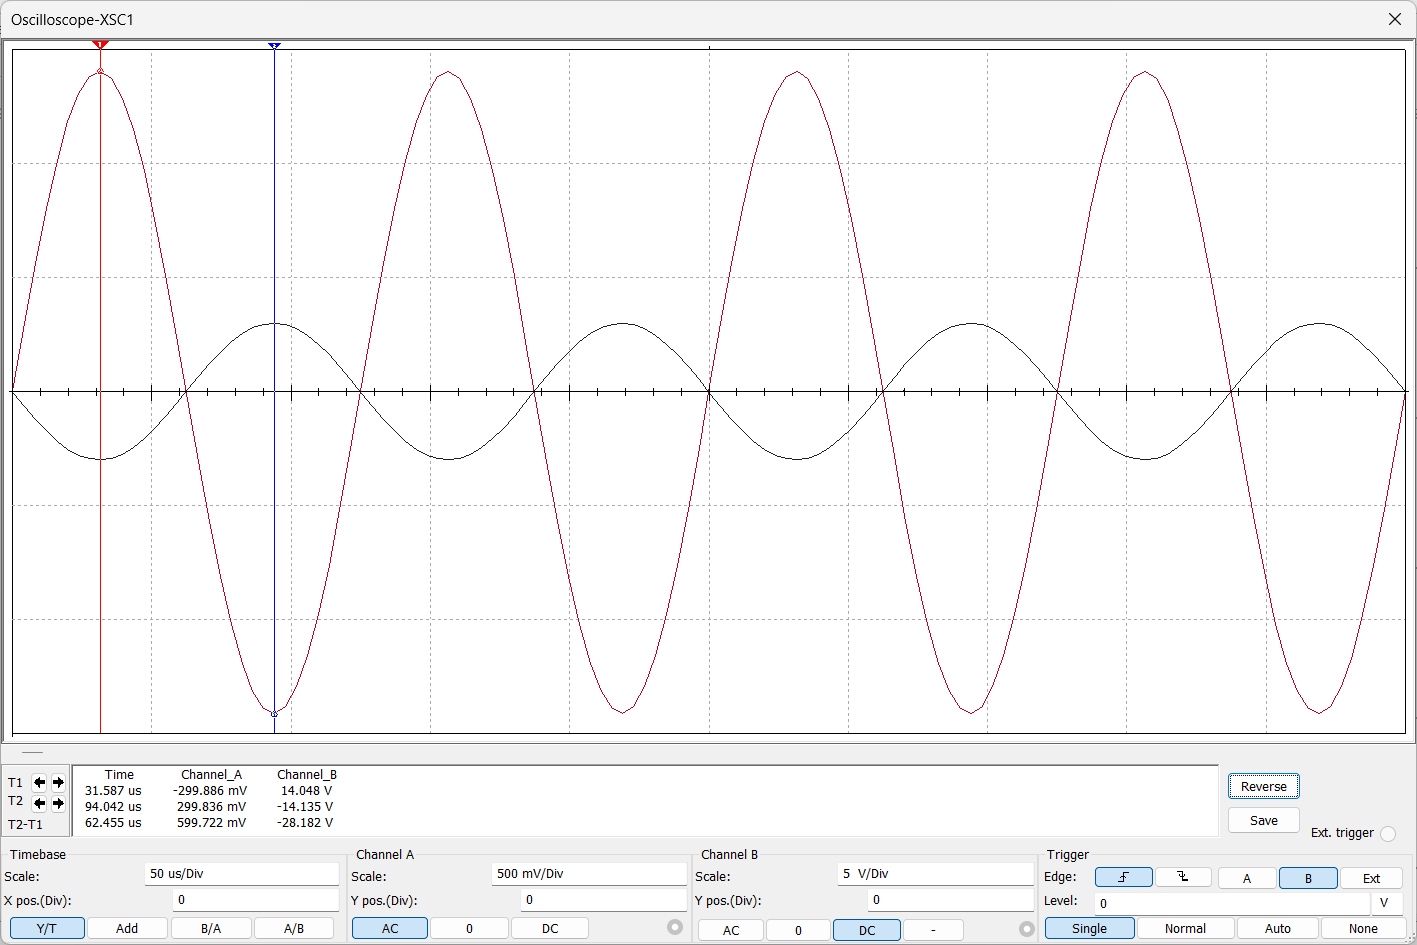 Oscilloscope-XSC1
Time Channel_A Channel_B
T1 31.587 us -299.886 mV 14.048 V
T2 94.042 us 299.836 mV -14.135 V
T2-T1 62.455 us 599.722 mV -28.182 V
Reverse
Save
Ext. trigger
Timebase
Scale: 50 us/Div
X pos.(Div): 0
Y/T Add B/A A/B
Channel A
Scale: 500 mV/Div
Y pos.(Div): 0
AC 0 DC
Channel B
Scale: 5 V/Div
Y pos.(Div): 0
AC 0 DC -
Trigger
Edge: A B Ext
Level: 0 V
Single Normal Auto None